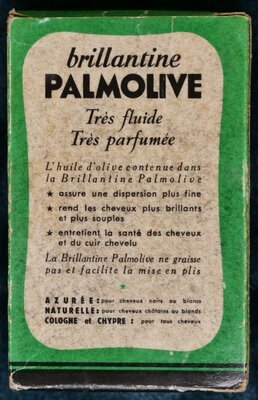 brillantine
PALMOLIVE
Très fluide
Très parfumée
L'huile d'olive contenue dans
la Brillantine Palmolive
★ assure une dispersion plus fine
★ rend les cheveux plus brillants
et plus souples
★ entretient la santé des cheveux
et du cuir chevelu
La Brillantine Palmolive ne graisse
pas et facilite la mise en plis
★
AZURÉE: pour cheveux noirs ou blancs
NATURELLE: pour cheveux châtains ou blonds
COLOGNE et CHYPRE: pour tous cheveux